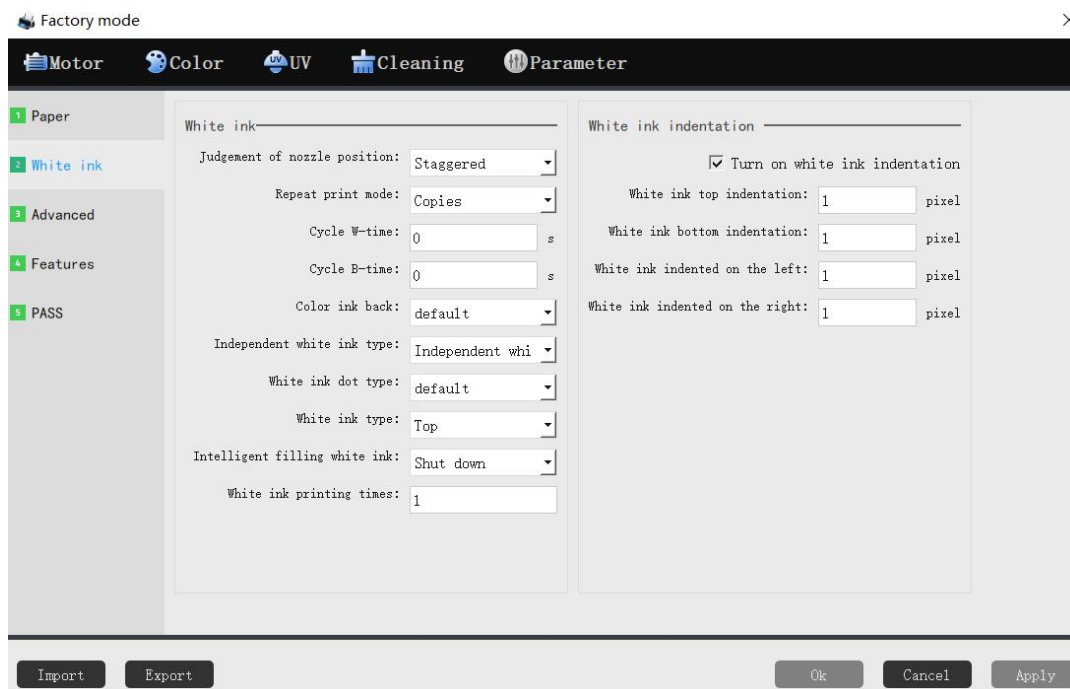 Factory mode
Motor Color UV Cleaning Parameter
1 Paper
2 White ink
3 Advanced
4 Features
5 PASS
White ink
Judgement of nozzle position: Staggered
Repeat print mode: Copies
Cycle W-time: 0 s
Cycle B-time: 0 s
Color ink back: default
Independent white ink type: Independent whi
White ink dot type: default
White ink type: Top
Intelligent filling white ink: Shut down
White ink printing times: 1
White ink indentation
Turn on white ink indentation
White ink top indentation: 1 pixel
White ink bottom indentation: 1 pixel
White ink indented on the left: 1 pixel
White ink indented on the right: 1 pixel
Import Export Ok Cancel Apply